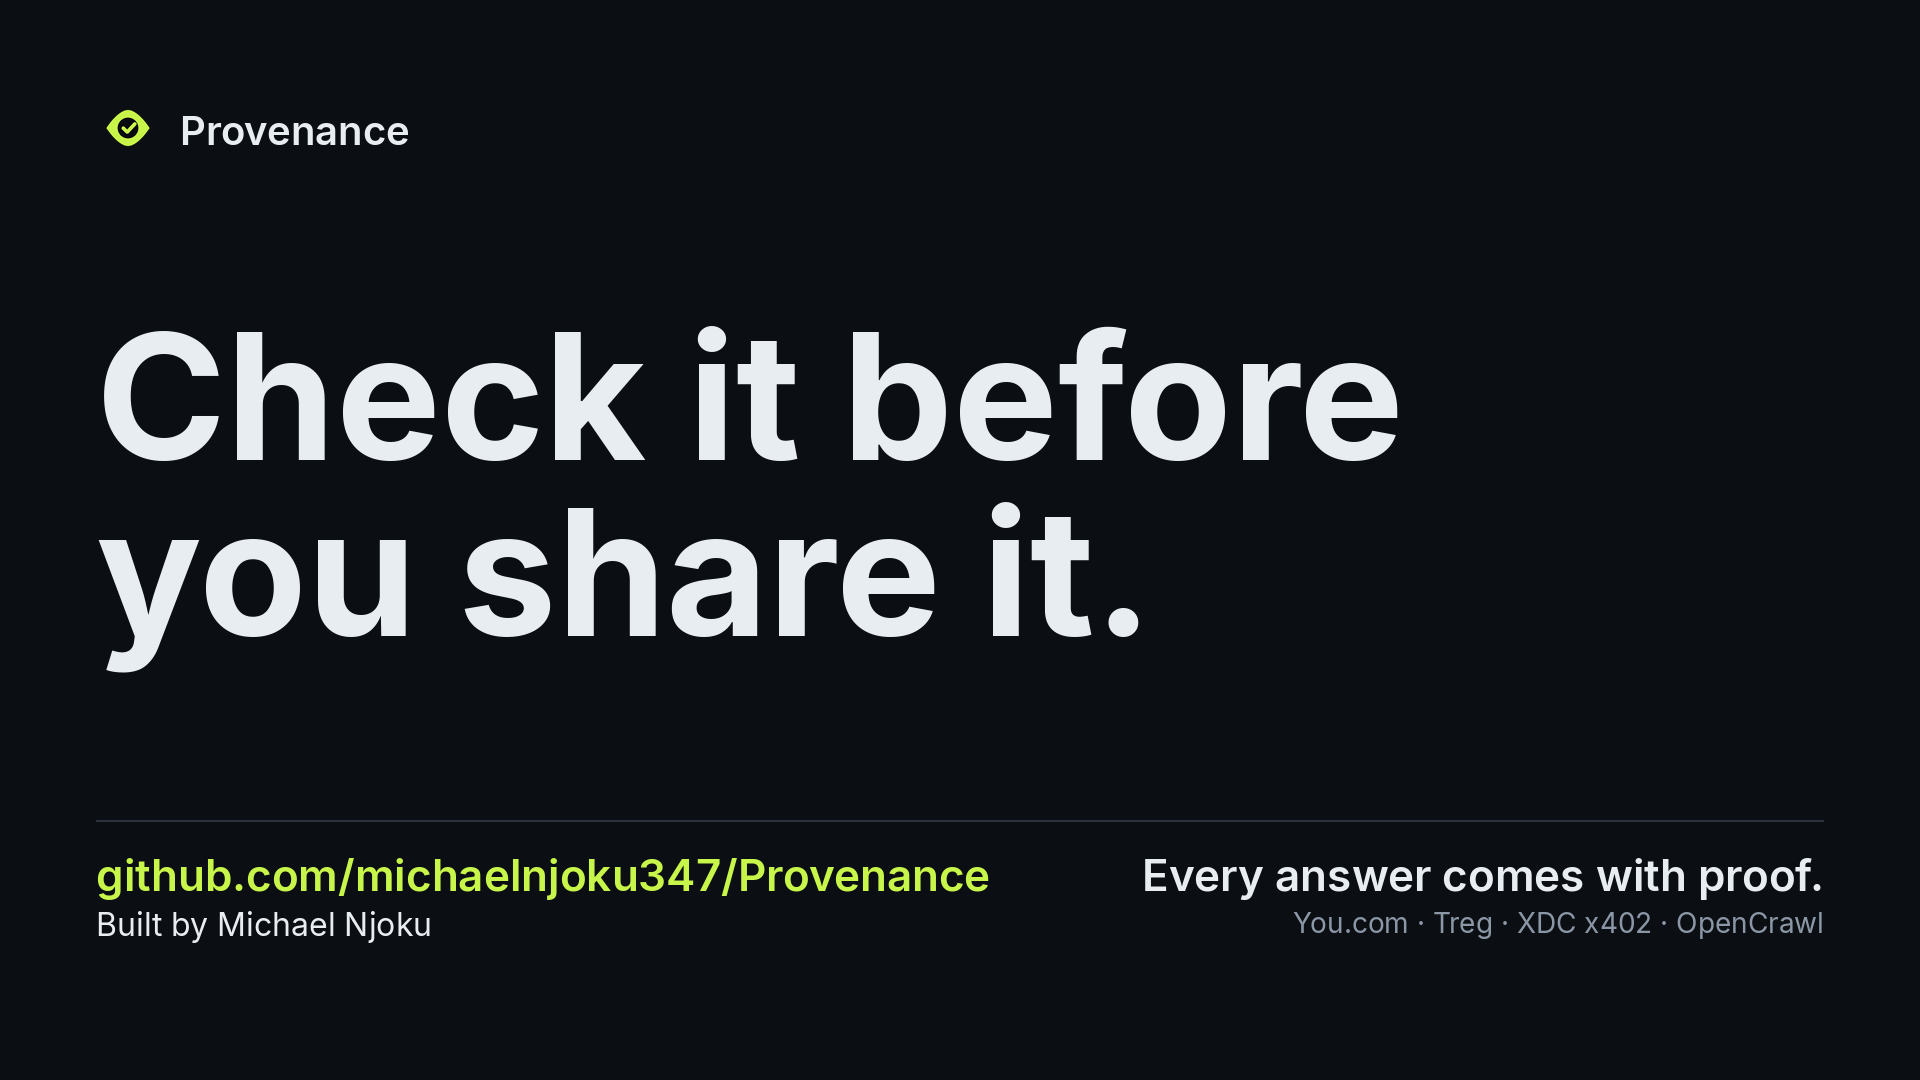 Provenance
Check it before
you share it.
github.com/michaelnjoku347/Provenance
Built by Michael Njoku
Every answer comes with proof.
You.com · Treg · XDC x402 · OpenCrawl